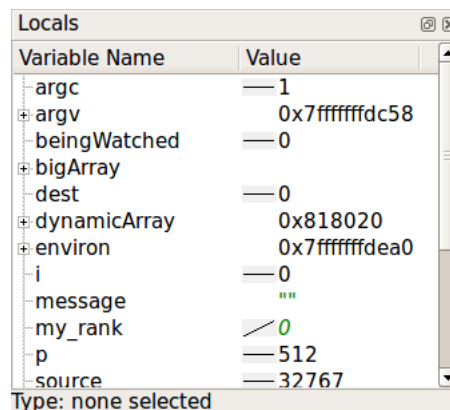 Locals
Variable Name Value
argc 1
argv 0x7fffffffdc58
beingWatched 0
bigArray
dest 0
dynamicArray 0x818020
environ 0x7fffffffdea0
i 0
message ""
my_rank 0
p 512
source 32767
Type: none selected